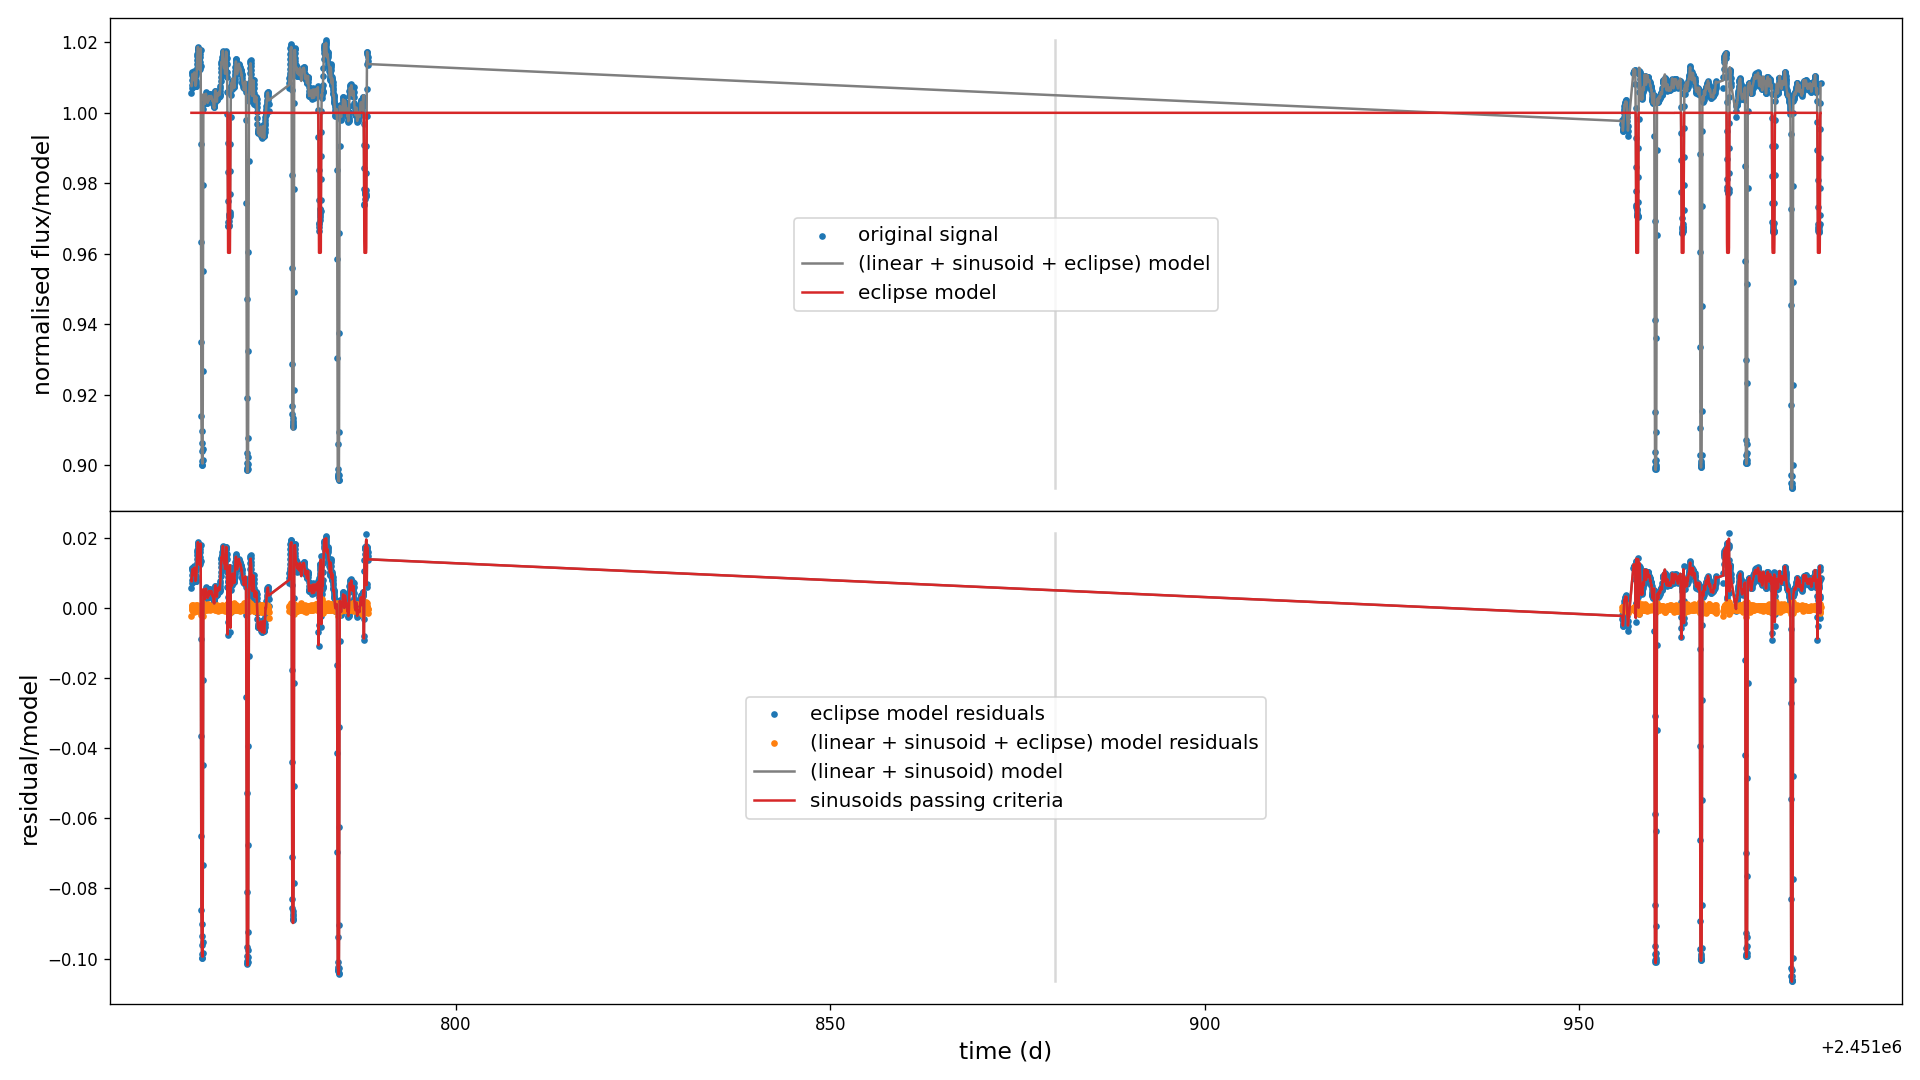 normalised flux/model
1.02
1.00
0.98
0.96
0.94
0.92
0.90
original signal
(linear + sinusoid + eclipse) model
eclipse model
residual/model
0.02
0.00
−0.02
−0.04
−0.06
−0.08
−0.10
eclipse model residuals
(linear + sinusoid + eclipse) model residuals
(linear + sinusoid) model
sinusoids passing criteria
800
850
900
950
time (d)
+2.451e6